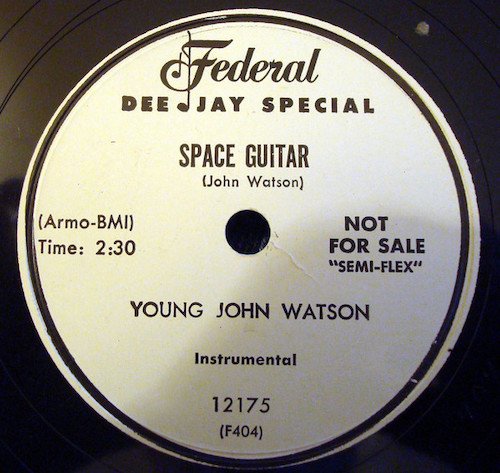 Federal
DEE JAY SPECIAL
SPACE GUITAR
(John Watson)
(Armo-BMI)
Time: 2:30
NOT
FOR SALE
"SEMI-FLEX"
YOUNG JOHN WATSON
Instrumental
12175
(F404)